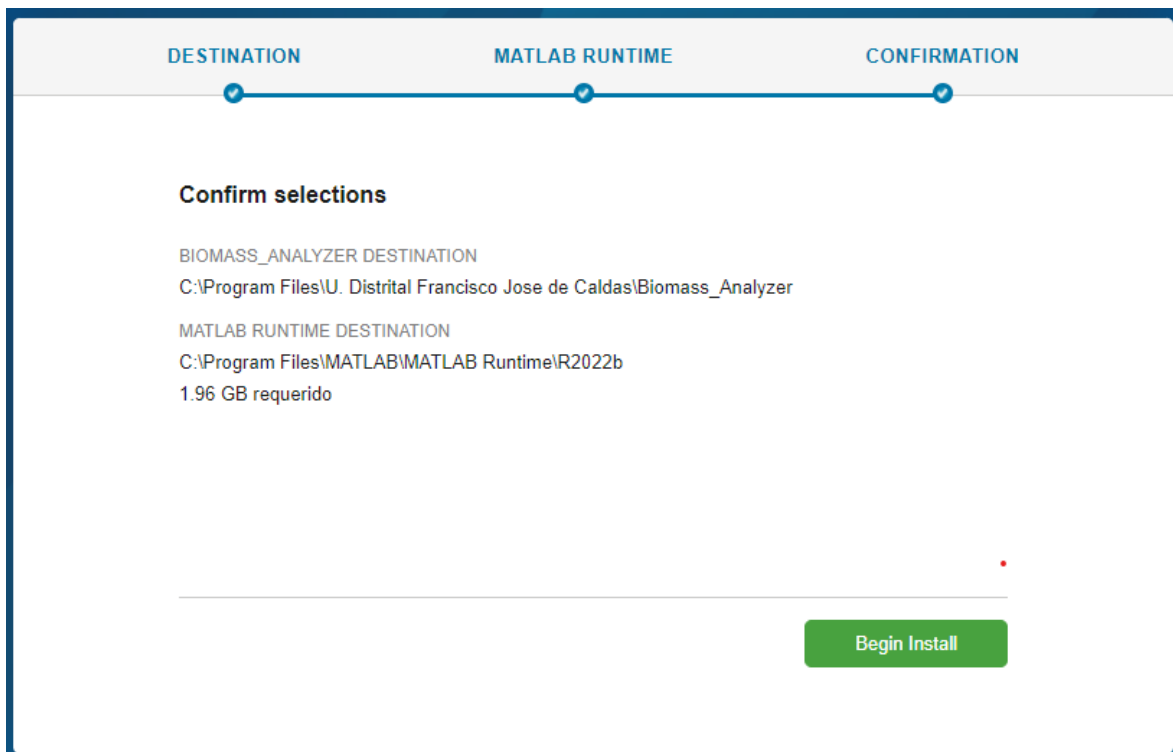 DESTINATION MATLAB RUNTIME CONFIRMATION
Confirm selections
BIOMASS_ANALYZER DESTINATION
C:\Program Files\U. Distrital Francisco Jose de Caldas\Biomass_Analyzer
MATLAB RUNTIME DESTINATION
C:\Program Files\MATLAB\MATLAB Runtime\R2022b
1.96 GB requerido
Begin Install